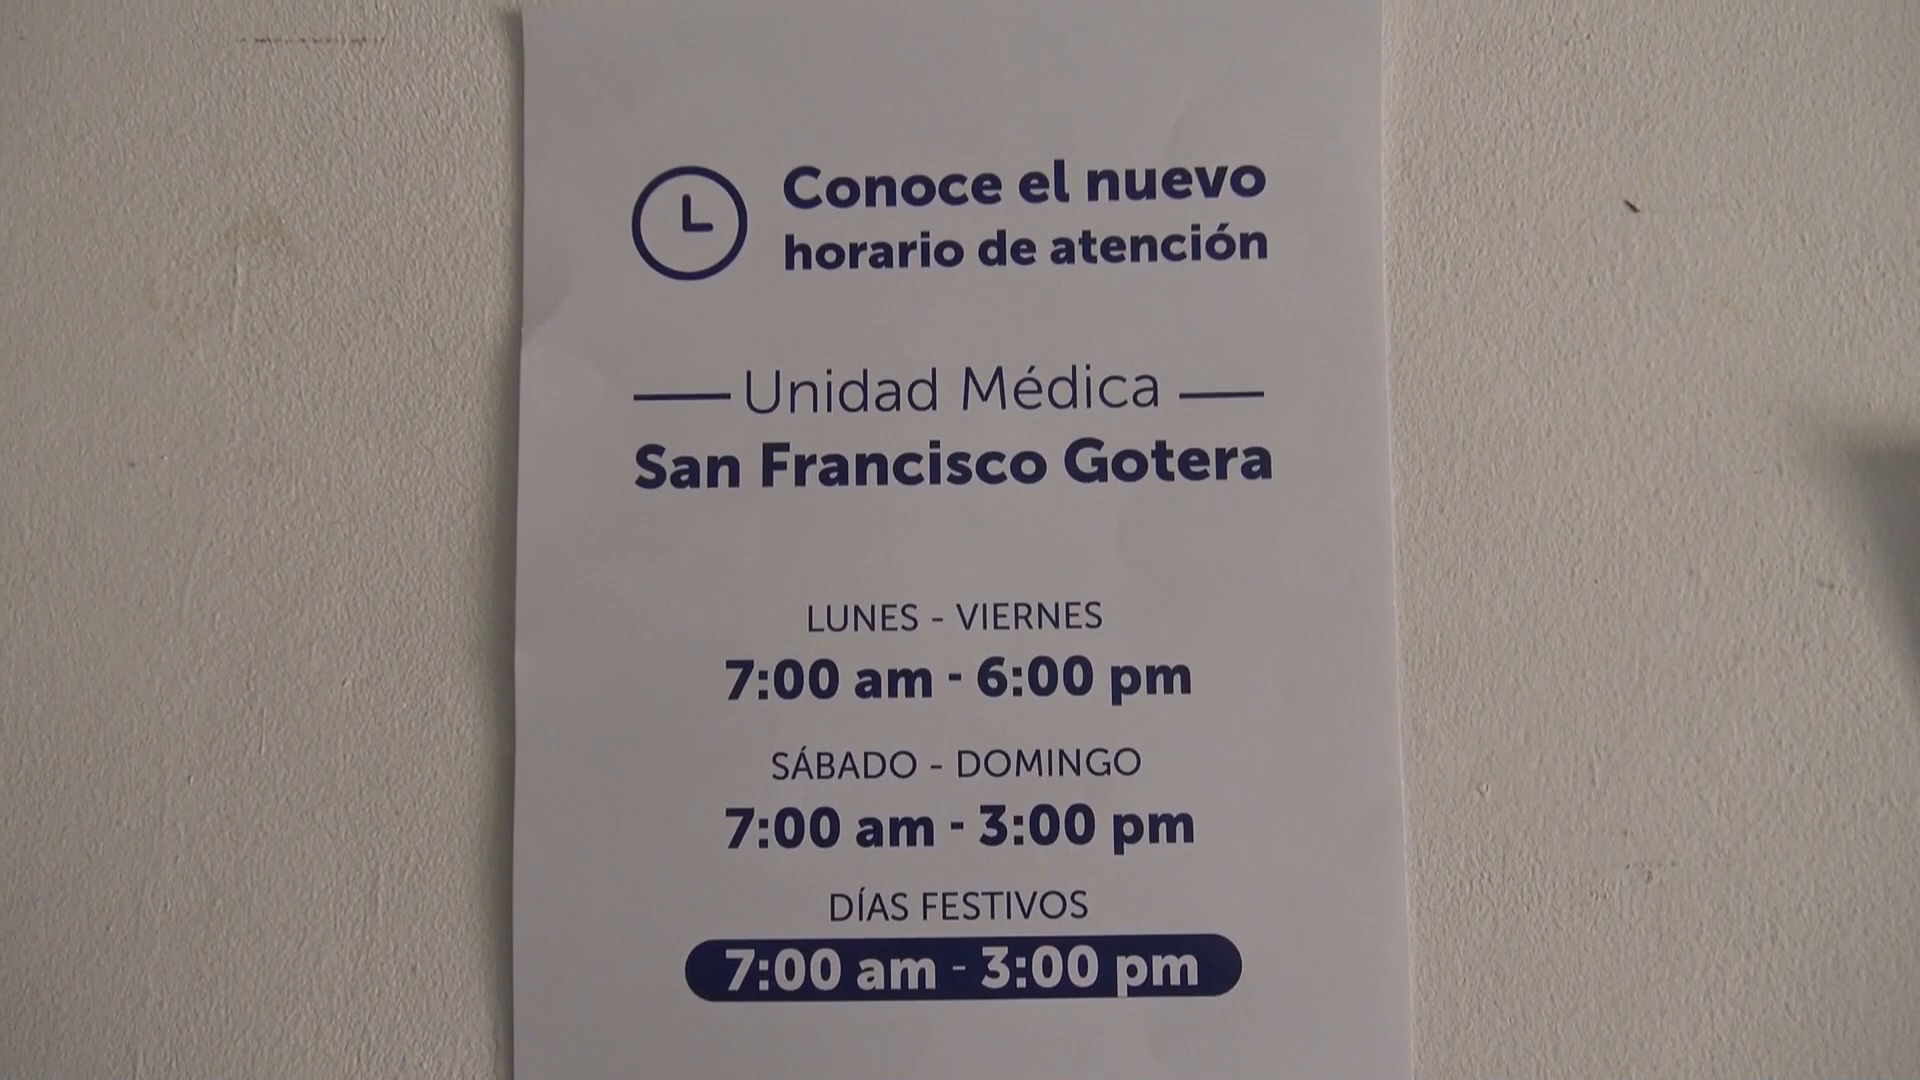 Conoce el nuevo
horario de atención
Unidad Médica
San Francisco Gotera
LUNES - VIERNES
7:00 am - 6:00 pm
SÁBADO - DOMINGO
7:00 am - 3:00 pm
DÍAS FESTIVOS
7:00 am - 3:00 pm